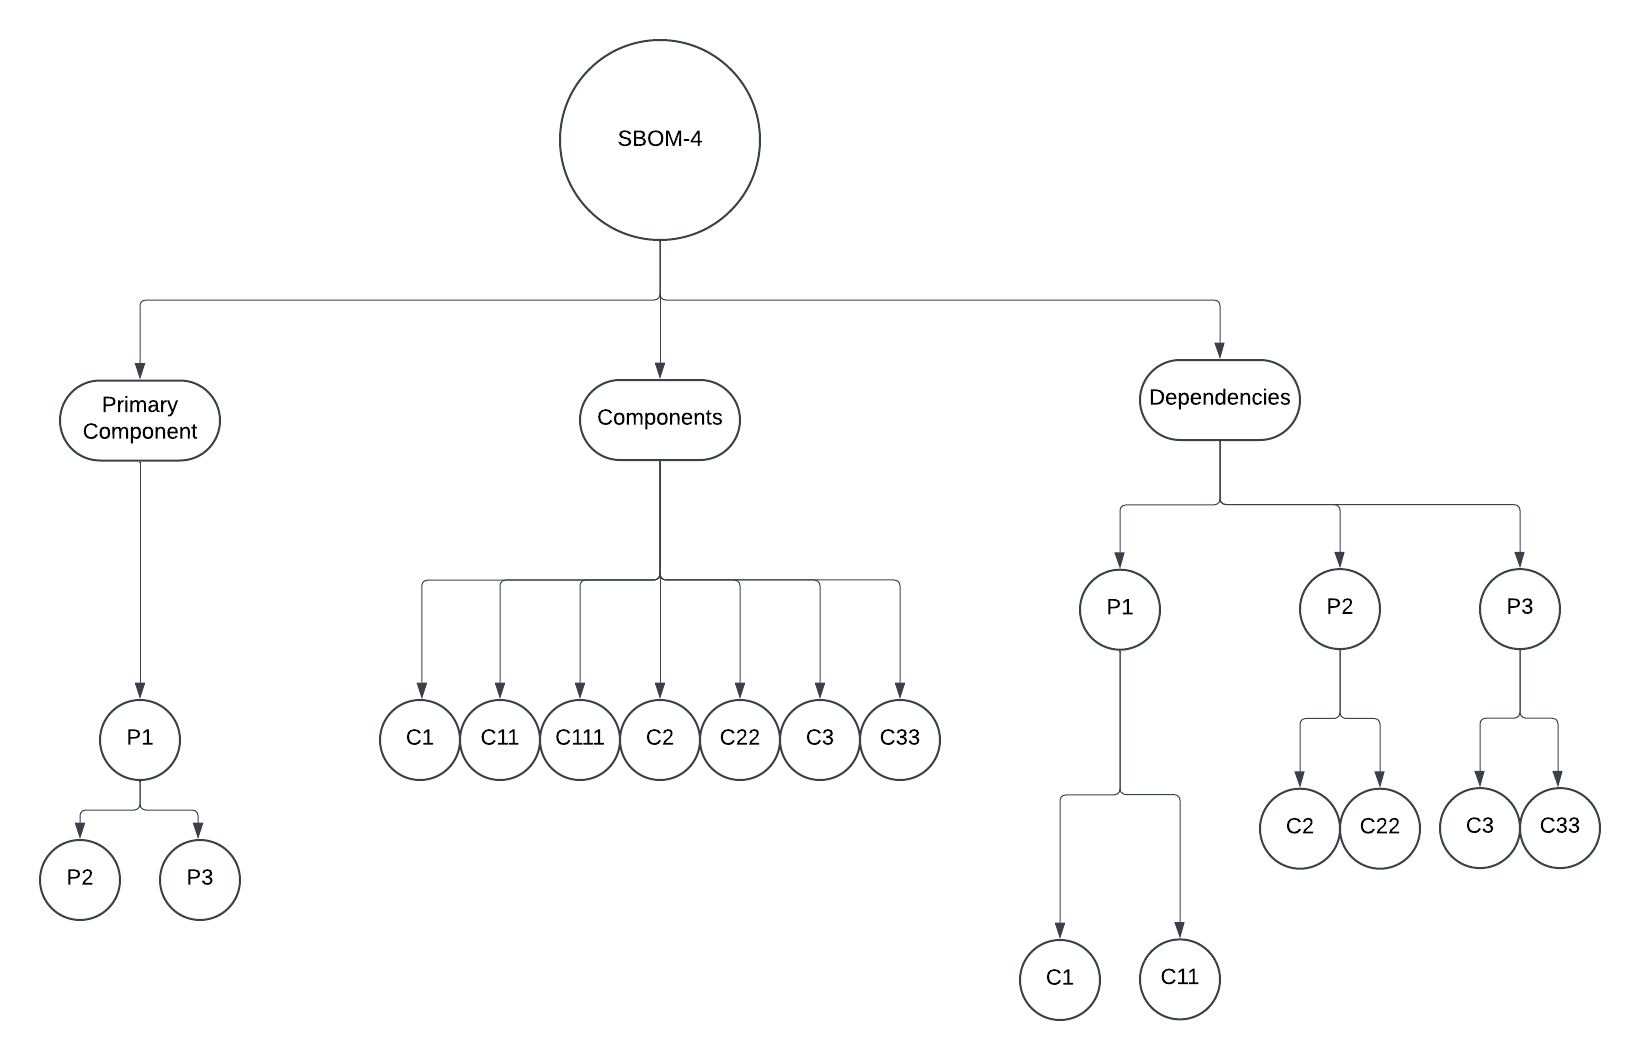 SBOM-4
Primary
Component
Components
Dependencies
P1
P2
P3
P1
C1
C11
C111
C2
C22
C3
C33
P2
P3
C2
C22
C3
C33
C1
C11